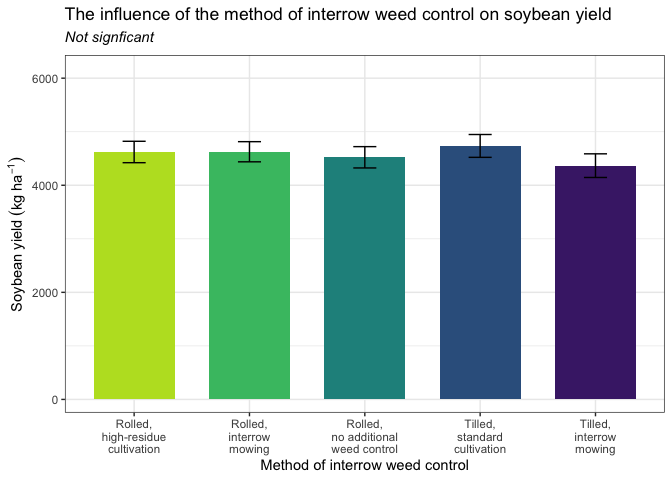 The influence of the method of interrow weed control on soybean yield
Not signficant
Soybean yield (kg ha⁻¹)
6000
4000
2000
0
Rolled,
high-residue
cultivation
Rolled,
interrow
mowing
Rolled,
no additional
weed control
Tilled,
standard
cultivation
Tilled,
interrow
mowing
Method of interrow weed control